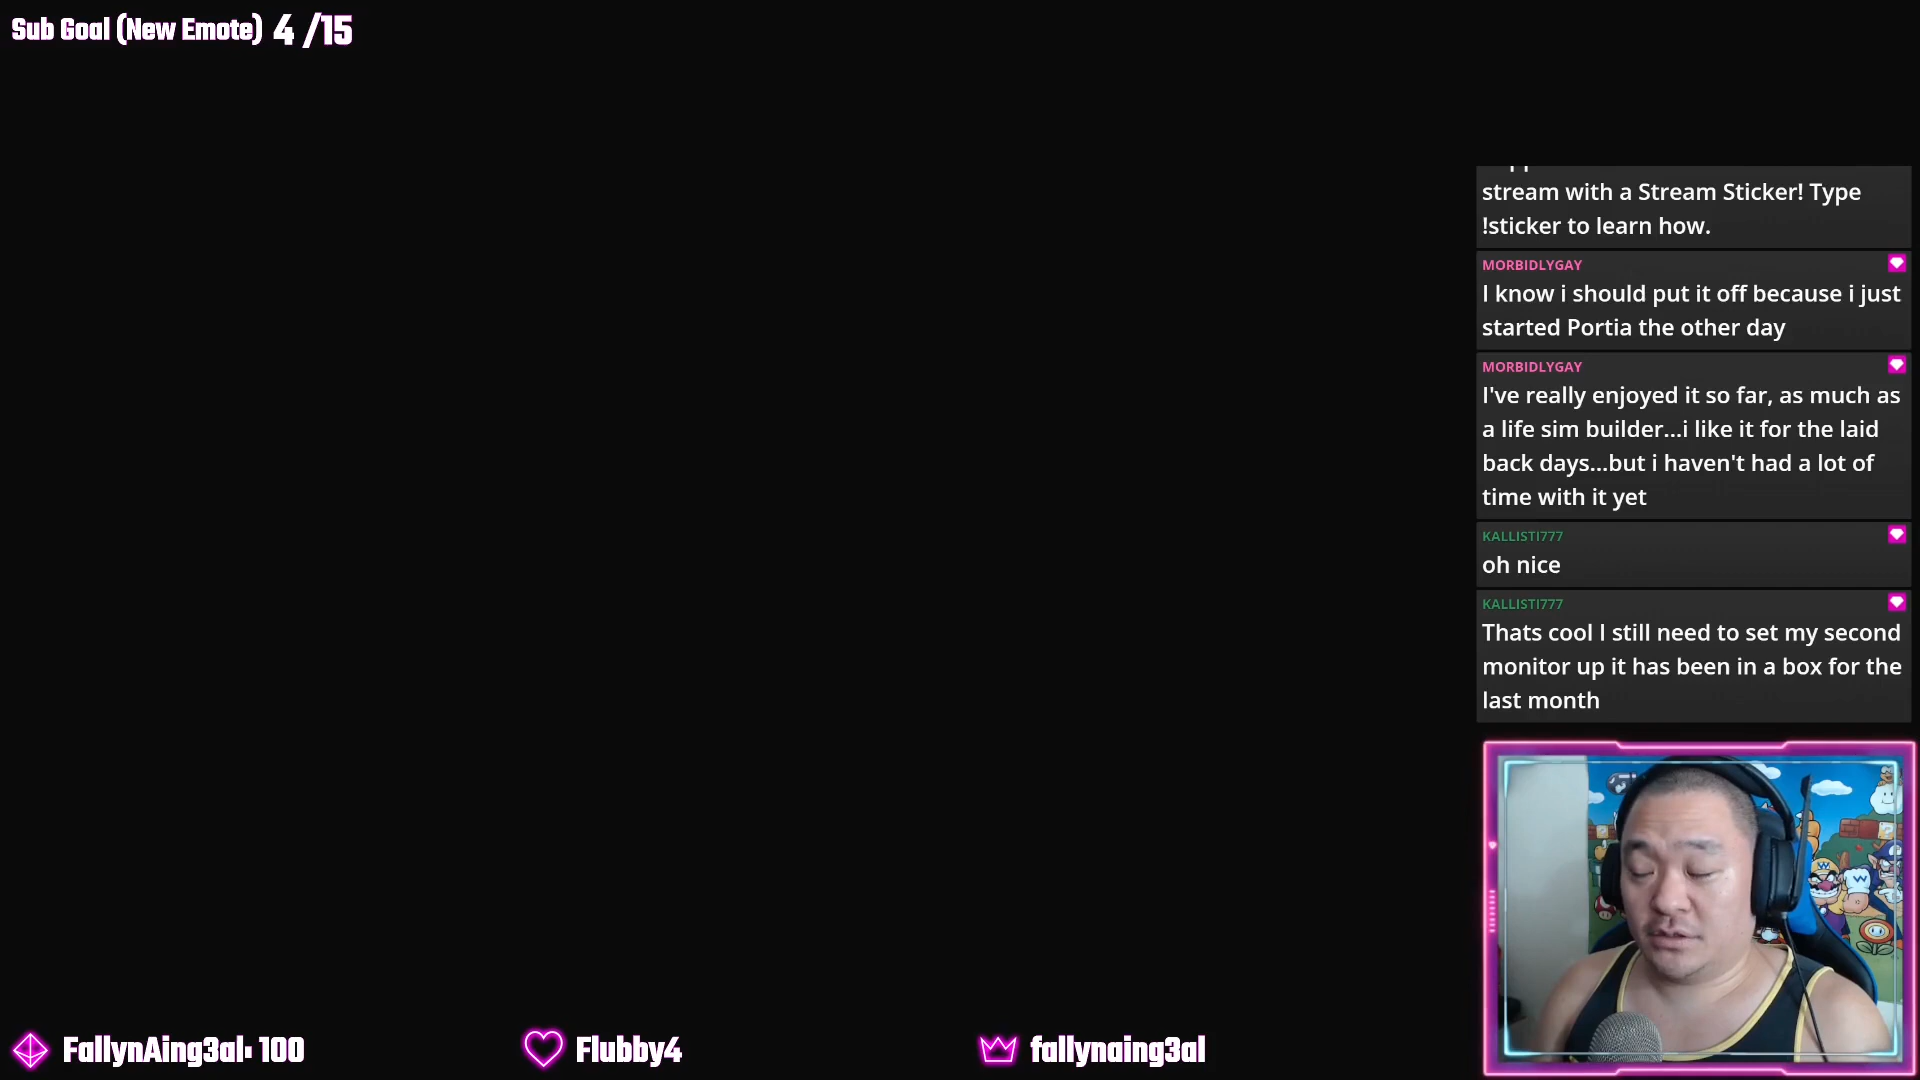 Sub Goal (New Emote) 4 /15
stream with a Stream Sticker! Type
!sticker to learn how.
MORBIDLYGAY
I know i should put it off because i just
started Portia the other day
MORBIDLYGAY
I've really enjoyed it so far, as much as
a life sim builder...i like it for the laid
back days...but i haven't had a lot of
time with it yet
KALLISTI777
oh nice
KALLISTI777
Thats cool I still need to set my second
monitor up it has been in a box for the
last month
FallynAing3al: 100
Flubby4
fallynaing3al